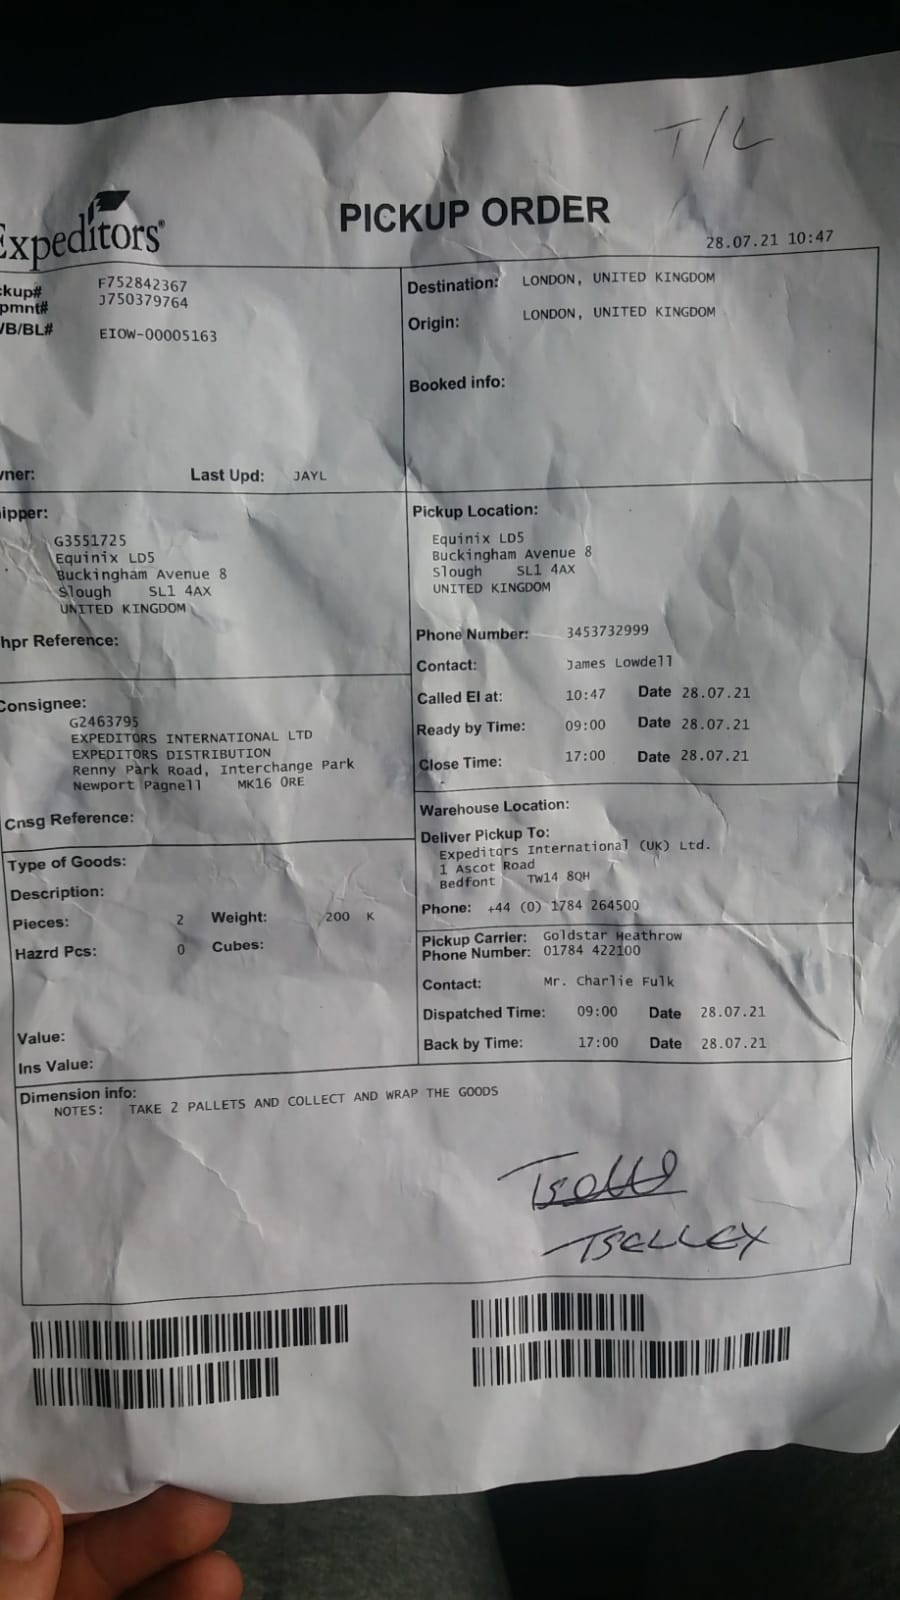 T/L
Expeditors
PICKUP ORDER
28.07.21 10:47
ckup# F752842367
pmnt# J750379764
VB/BL# EIOW-00005163
Destination: LONDON, UNITED KINGDOM
Origin: LONDON, UNITED KINGDOM
Booked info:
wner: Last Upd: JAYL
ipper:
G3551725
Equinix LD5
Buckingham Avenue 8
Slough SL1 4AX
UNITED KINGDOM
hpr Reference:
Pickup Location:
Equinix LD5
Buckingham Avenue 8
Slough SL1 4AX
UNITED KINGDOM
Phone Number: 3453732999
Contact: James Lowdell
Called EI at: 10:47 Date 28.07.21
Ready by Time: 09:00 Date 28.07.21
Close Time: 17:00 Date 28.07.21
Consignee:
G2463795
EXPEDITORS INTERNATIONAL LTD
EXPEDITORS DISTRIBUTION
Renny Park Road, Interchange Park
Newport Pagnell MK16 0RE
Cnsg Reference:
Warehouse Location:
Deliver Pickup To:
Expeditors International (UK) Ltd.
1 Ascot Road
Bedfont TW14 8QH
Phone: +44 (0) 1784 264500
Type of Goods:
Description:
Pieces: 2 Weight: 200 K
Hazrd Pcs: 0 Cubes:
Value:
Ins Value:
Pickup Carrier: Goldstar Heathrow
Phone Number: 01784 422100
Contact: Mr. Charlie Fulk
Dispatched Time: 09:00 Date 28.07.21
Back by Time: 17:00 Date 28.07.21
Dimension info:
NOTES: TAKE 2 PALLETS AND COLLECT AND WRAP THE GOODS
TSELLEX